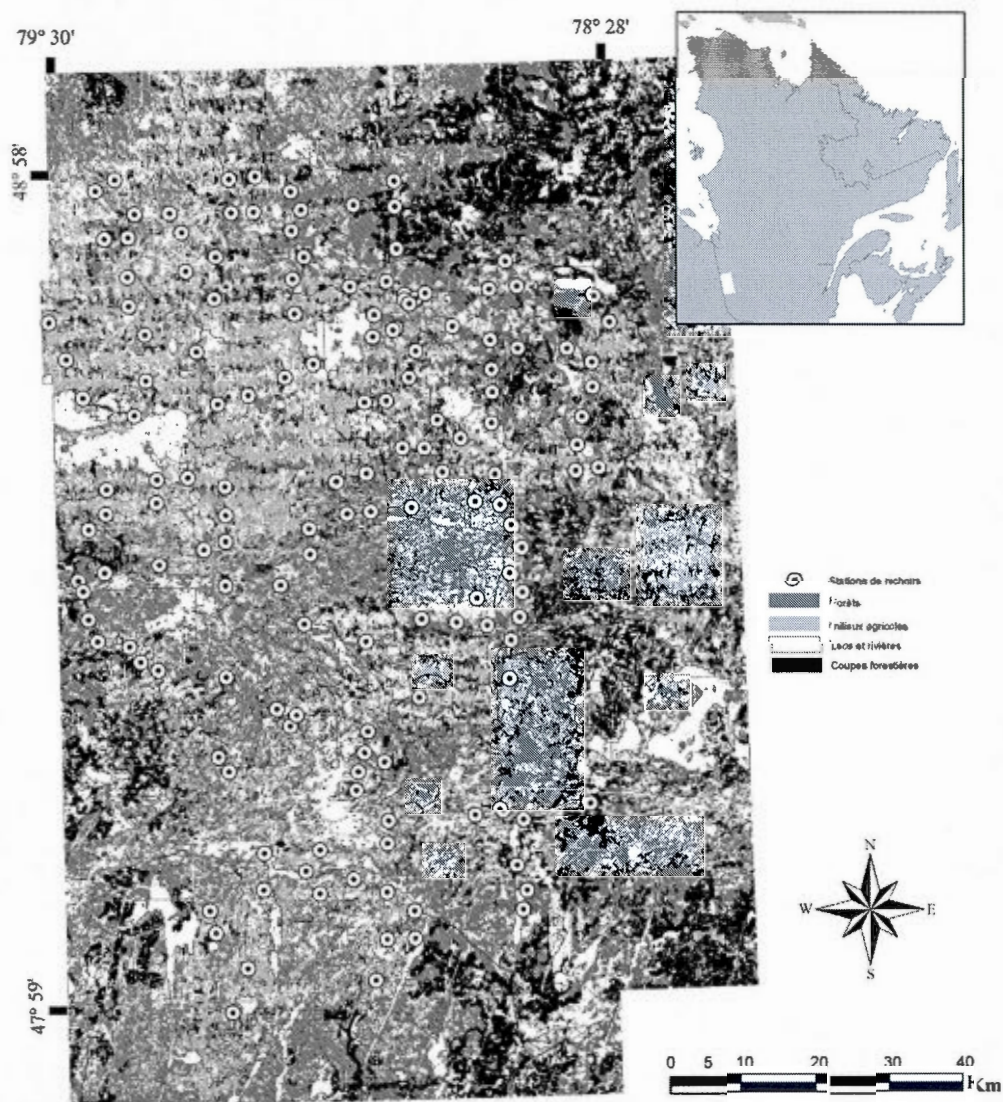 79° 30'
78° 28'
48° 58'
Stations de
Forêts
agricoles
et rivières
Coupes forestières
N
W
E
S
47° 59'
0 5 10 20 30 40
Km